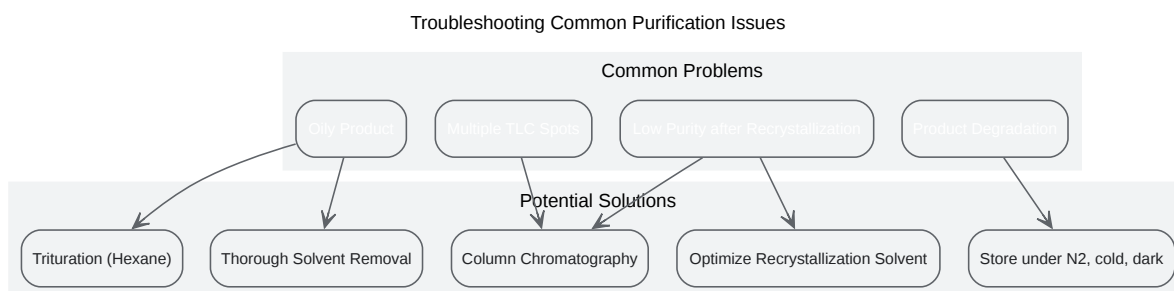 Troubleshooting Common Purification Issues
Common Problems
Oily Product
Multiple TLC Spots
Low Purity after Recrystallization
Product Degradation
Potential Solutions
Trituration (Hexane)
Thorough Solvent Removal
Column Chromatography
Optimize Recrystallization Solvent
Store under N2, cold, dark